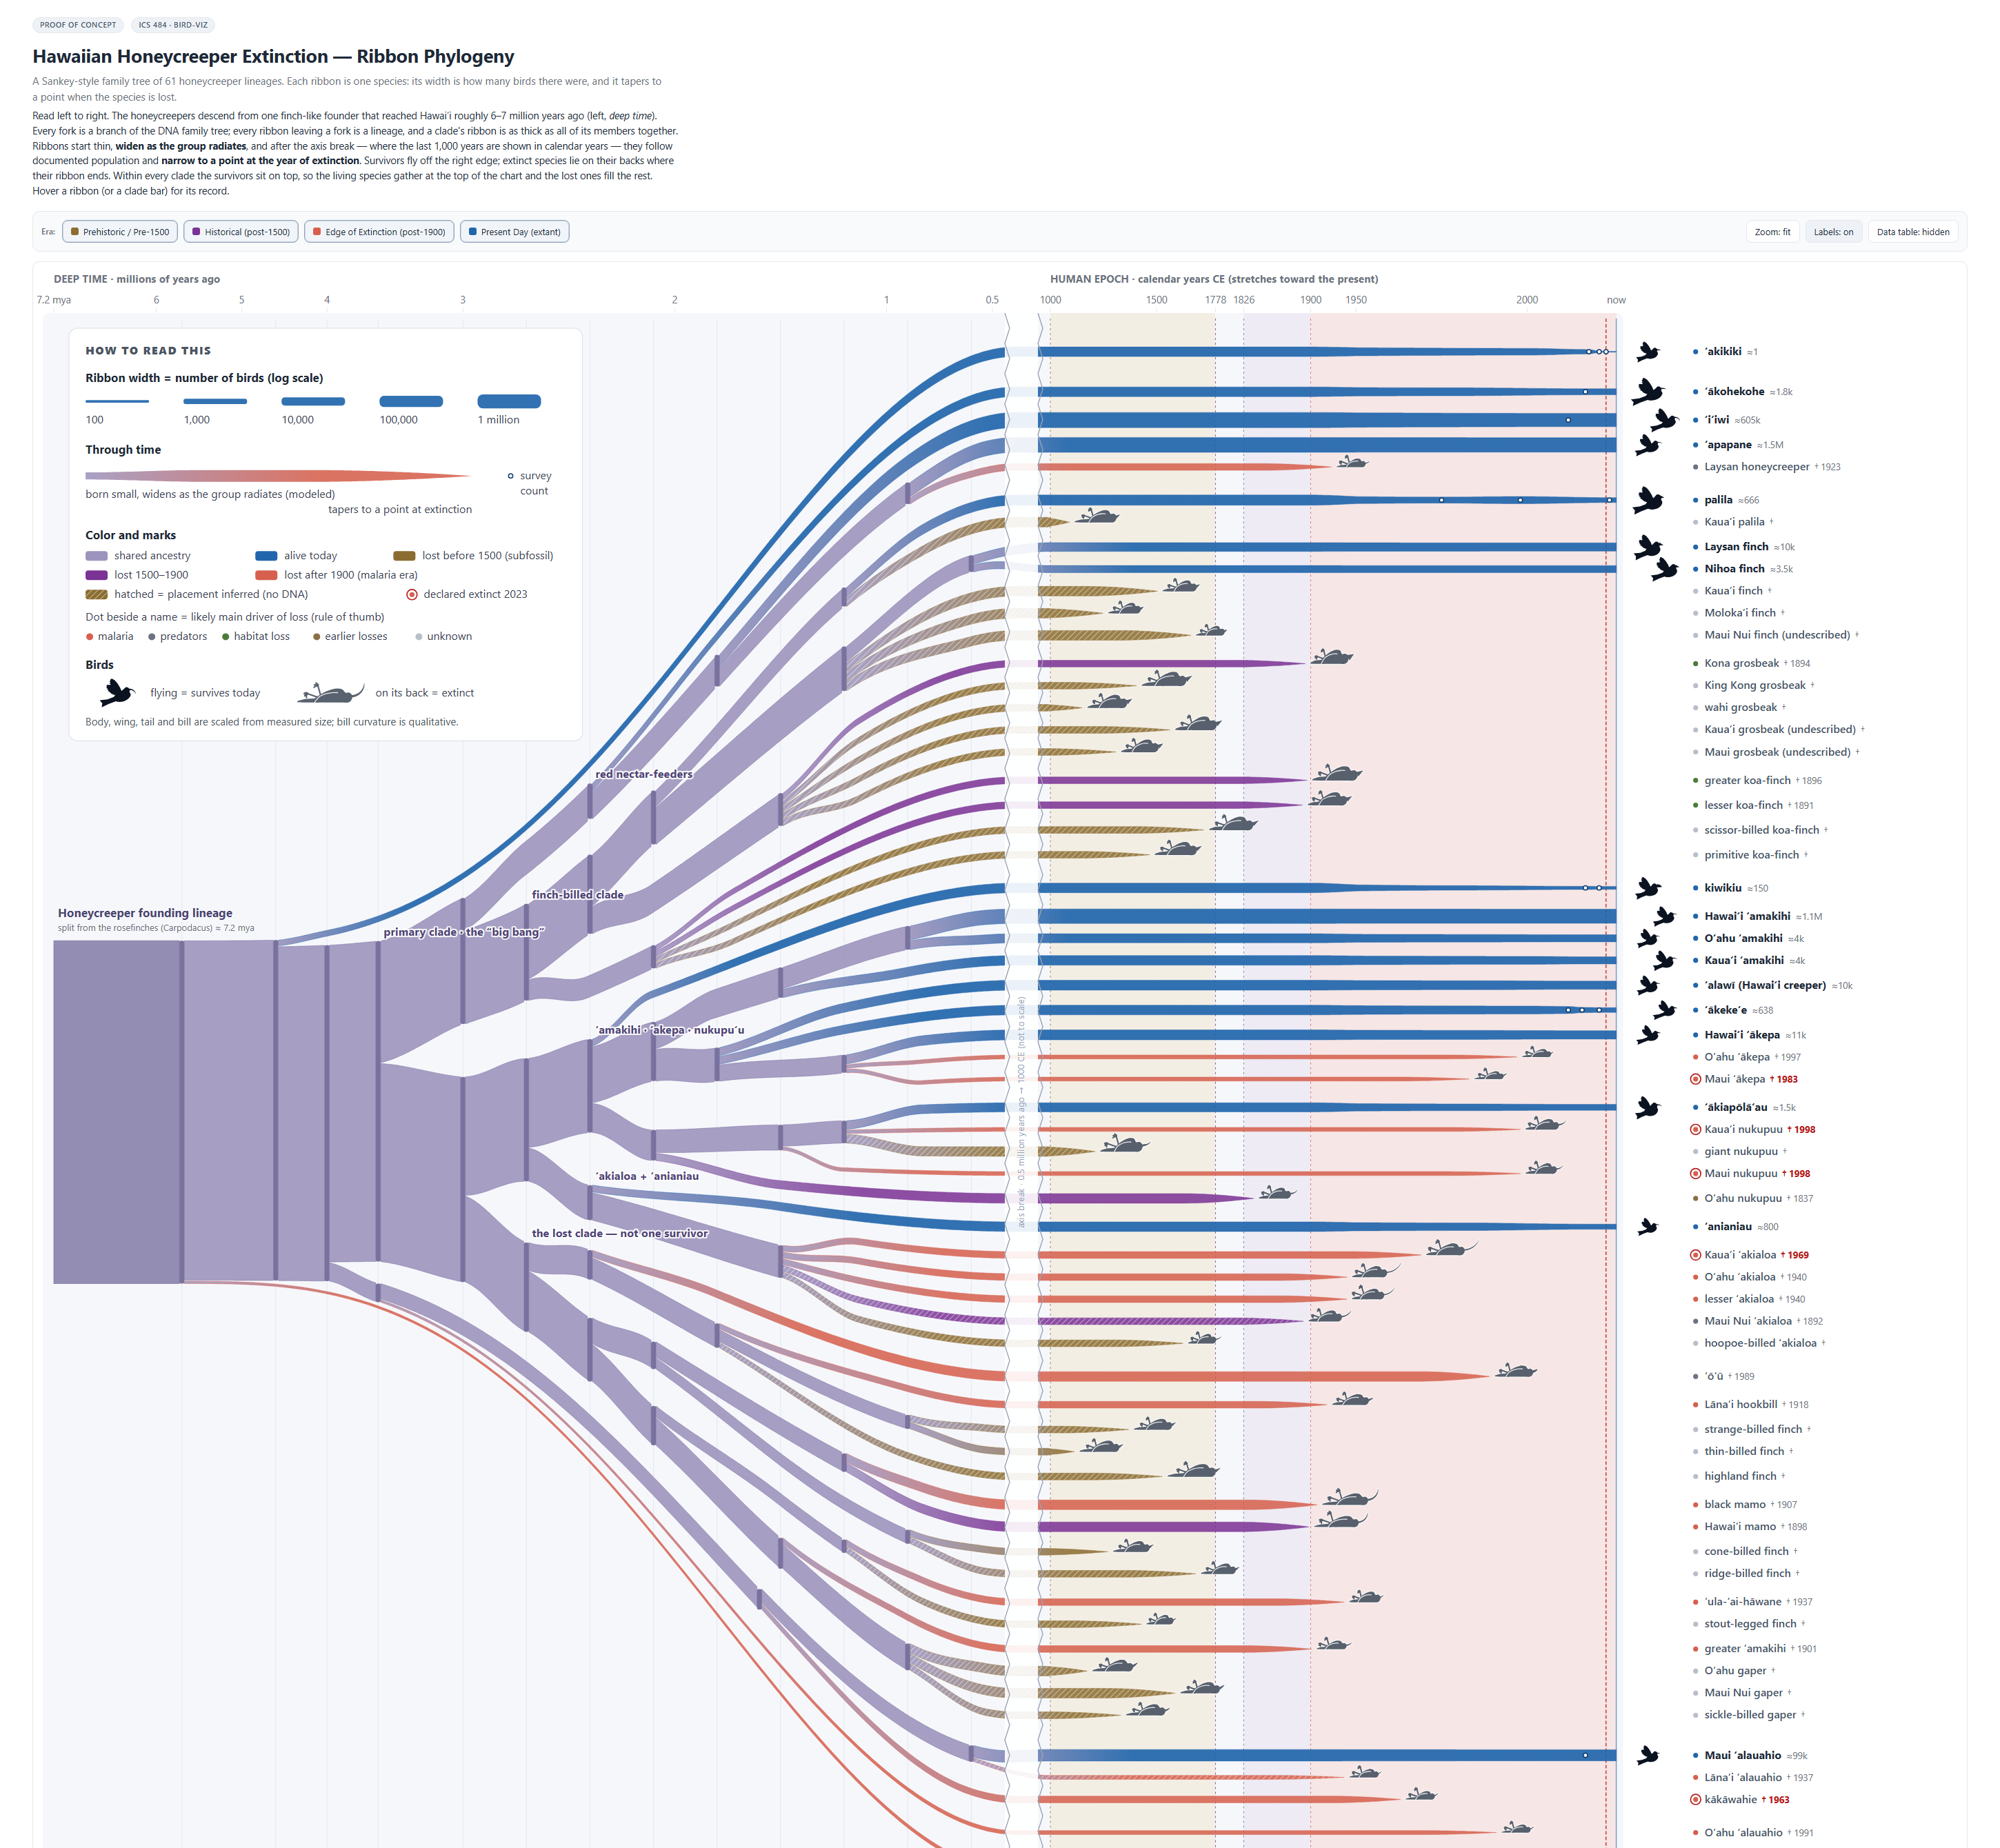 PROOF OF CONCEPT
ICS 484 · BIRD-VIZ
Hawaiian Honeycreeper Extinction — Ribbon Phylogeny
A Sankey-style family tree of 61 honeycreeper lineages. Each ribbon is one species: its width is how many birds there were, and it tapers to
a point when the species is lost.
Read left to right. The honeycreepers descend from one finch-like founder that reached Hawaiʻi roughly 6–7 million years ago (left, deep time).
Every fork is a branch of the DNA family tree; every ribbon leaving a fork is a lineage, and a clade's ribbon is as thick as all of its members together.
Ribbons start thin, widen as the group radiates, and after the axis break — where the last 1,000 years are shown in calendar years — they follow
documented population and narrow to a point at the year of extinction. Survivors fly off the right edge; extinct species lie on their backs where
their ribbon ends. Within every clade the survivors sit on top, so the living species gather at the top of the chart and the lost ones fill the rest.
Hover a ribbon (or a clade bar) for its record.
Era:
Prehistoric / Pre-1500
Historical (post-1500)
Edge of Extinction (post-1900)
Present Day (extant)
Zoom: fit
Labels: on
Data table: hidden
DEEP TIME · millions of years ago
HUMAN EPOCH · calendar years CE (stretches toward the present)
7.2 mya 6 5 4 3 2 1 0.5 1000 1500 1778 1826 1900 1950 2000 now
HOW TO READ THIS
Ribbon width = number of birds (log scale)
100 1,000 10,000 100,000 1 million
Through time
survey
count
born small, widens as the group radiates (modeled)
tapers to a point at extinction
Color and marks
shared ancestry alive today lost before 1500 (subfossil)
lost 1500–1900 lost after 1900 (malaria era)
hatched = placement inferred (no DNA) declared extinct 2023
Dot beside a name = likely main driver of loss (rule of thumb)
malaria predators habitat loss earlier losses unknown
Birds
flying = survives today on its back = extinct
Body, wing, tail and bill are scaled from measured size; bill curvature is qualitative.
Honeycreeper founding lineage
split from the rosefinches (Carpodacus) ≈ 7.2 mya
red nectar-feeders
finch-billed clade
primary clade · the “big bang”
ʻamakihi · ʻakepa · nukupuʻu
ʻakialoa + ʻanianiau
the lost clade — not one survivor
axis break · 0.5 million years ago → 1000 CE (not to scale)
ʻakikiki ≈1
ʻākohekohe ≈1.8k
ʻiʻiwi ≈605k
ʻapapane ≈1.5M
Laysan honeycreeper † 1923
palila ≈666
Kauaʻi palila †
Laysan finch ≈10k
Nihoa finch ≈3.5k
Kauaʻi finch †
Molokaʻi finch †
Maui Nui finch (undescribed) †
Kona grosbeak † 1894
King Kong grosbeak †
wahi grosbeak †
Kauaʻi grosbeak (undescribed) †
Maui grosbeak (undescribed) †
greater koa-finch † 1896
lesser koa-finch † 1891
scissor-billed koa-finch †
primitive koa-finch †
kiwikiu ≈150
Hawaiʻi ʻamakihi ≈1.1M
Oʻahu ʻamakihi ≈4k
Kauaʻi ʻamakihi ≈4k
ʻalawī (Hawaiʻi creeper) ≈10k
ʻākekeʻe ≈638
Hawaiʻi ʻākepa ≈11k
Oʻahu ʻākepa † 1997
Maui ʻākepa † 1983
ʻākiapōlāʻau ≈1.5k
Kauaʻi nukupuu † 1998
giant nukupuu †
Maui nukupuu † 1998
Oʻahu nukupuu † 1837
ʻanianiau ≈800
Kauaʻi ʻakialoa † 1969
Oʻahu ʻakialoa † 1940
lesser ʻakialoa † 1940
Maui Nui ʻakialoa † 1892
hoopoe-billed ʻakialoa †
ʻōʻū † 1989
Lānaʻi hookbill † 1918
strange-billed finch †
thin-billed finch †
highland finch †
black mamo † 1907
Hawaiʻi mamo † 1898
cone-billed finch †
ridge-billed finch †
ʻula-ʻai-hāwane † 1937
stout-legged finch †
greater ʻamakihi † 1901
Oʻahu gaper †
Maui Nui gaper †
sickle-billed gaper †
Maui ʻalauahio ≈99k
Lānaʻi ʻalauahio † 1937
kākāwahie † 1963
Oʻahu ʻalauahio † 1991